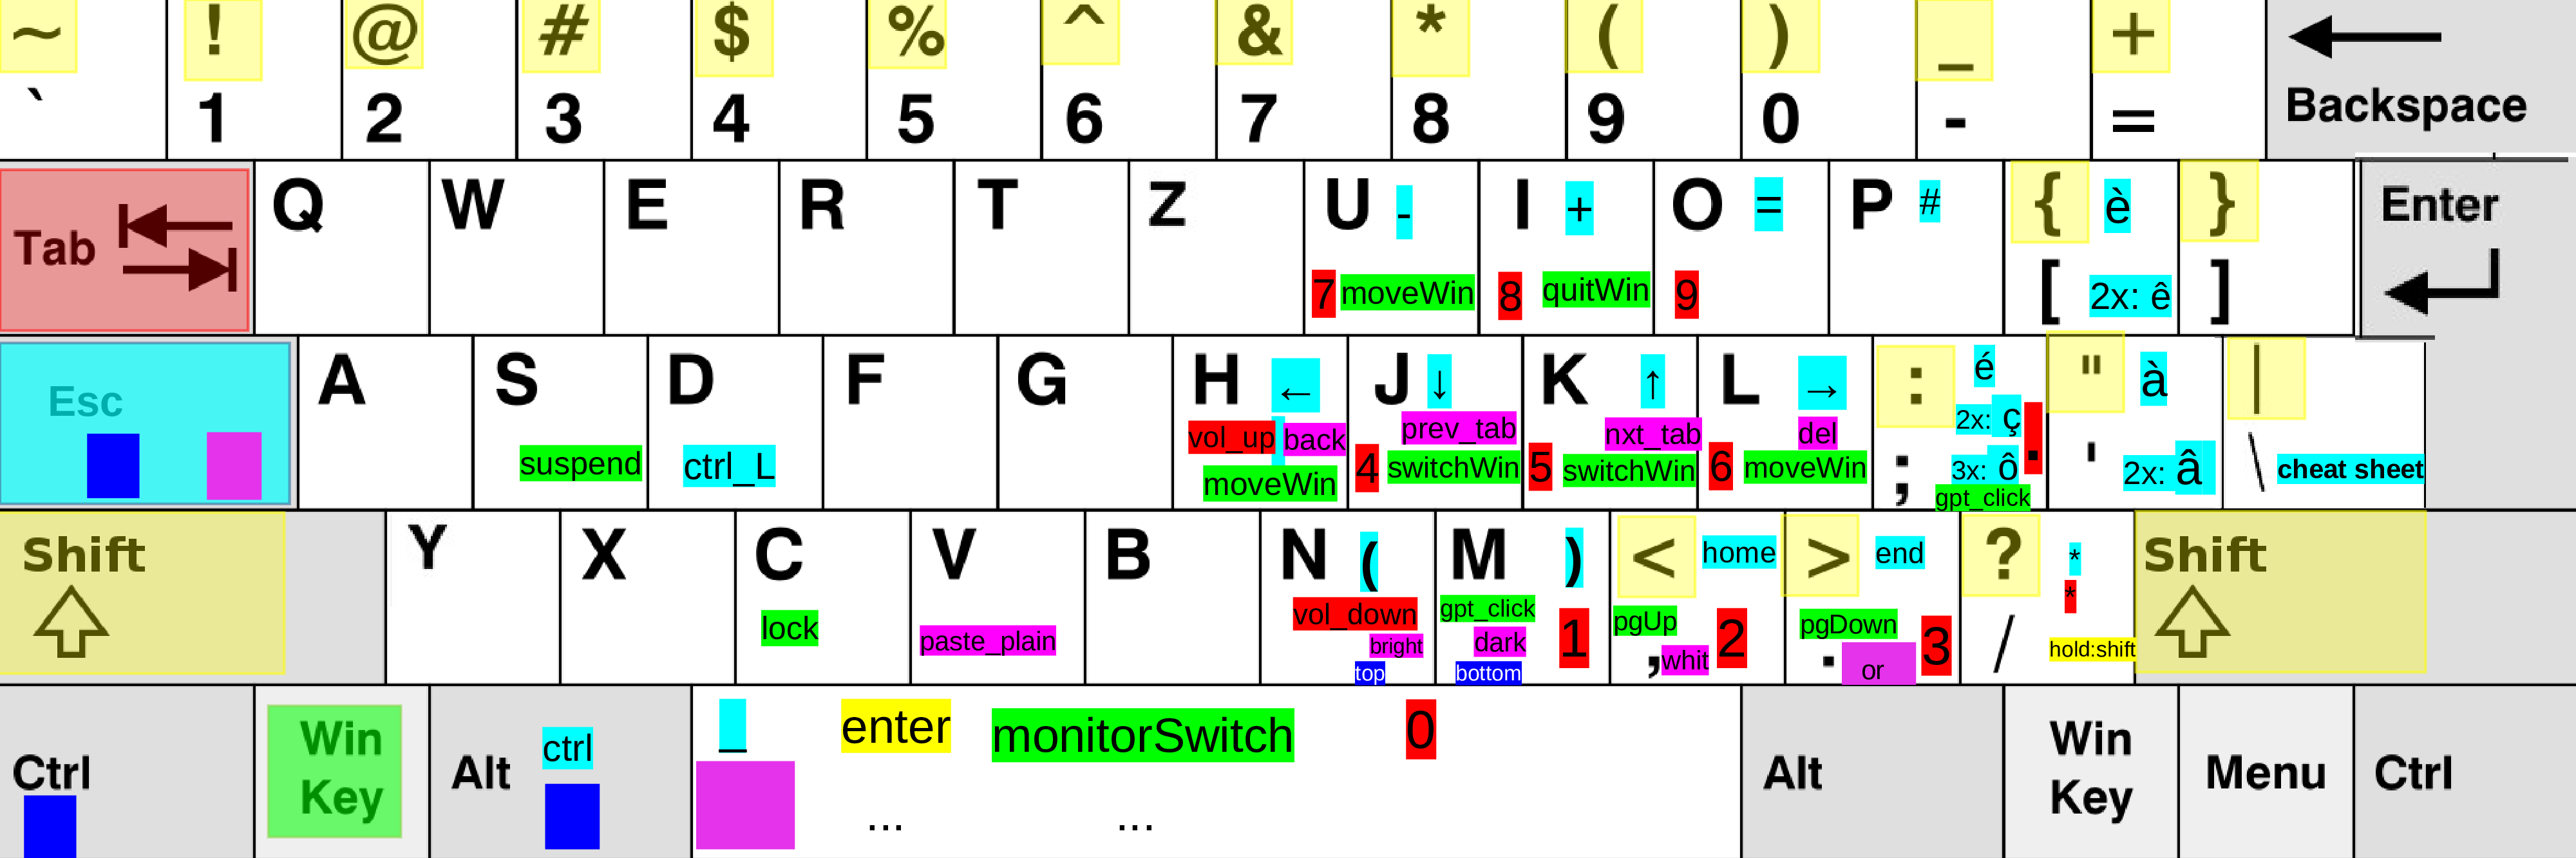 ~ ! @ # $ % ^ & * ( ) _ +
` 1 2 3 4 5 6 7 8 9 0 - = Backspace
Tab Q W E R T Z U - I + O = P # { è } Enter
7 moveWin 8 quitWin 9 [ 2x: ê ]
Esc A S D F G H ← J ↓ K ↑ L → : é " à |
vol_up back prev_tab nxt_tab del 2x: ç
suspend ctrl_L moveWin 4 switchWin 5 switchWin 6 moveWin ; 3x: ô . ' 2x: â \ cheat sheet
gpt_click
Shift Y X C V B N ( M ) < home > end ? * Shift
lock paste_plain vol_down gpt_click 1 pgUp 2 pgDown 3 / * hold:shift
bright dark , whit . or
top bottom
Ctrl Win Key Alt ctrl _ enter monitorSwitch 0 Alt Win Key Menu Ctrl
... ...